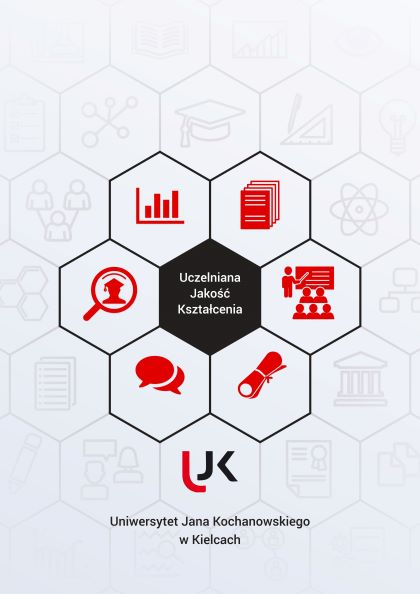 Uczelniana
Jakość
Kształcenia
UJK
Uniwersytet Jana Kochanowskiego
w Kielcach